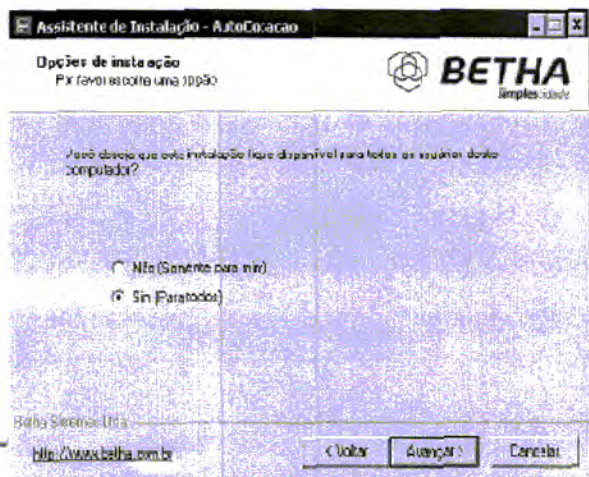 Assistente de Instalação - AutoCotacao
Opções de instalação
Por favor escolha uma opção
BETHA
Simplescidade
Você deseja que esta instalação fique disponível para todos os usuários deste
computador?
Não (Somente para mim)
Sim (Para todos)
Betha Sistemas Ltda
http://www.betha.com.br
< Voltar
Avançar >
Cancelar